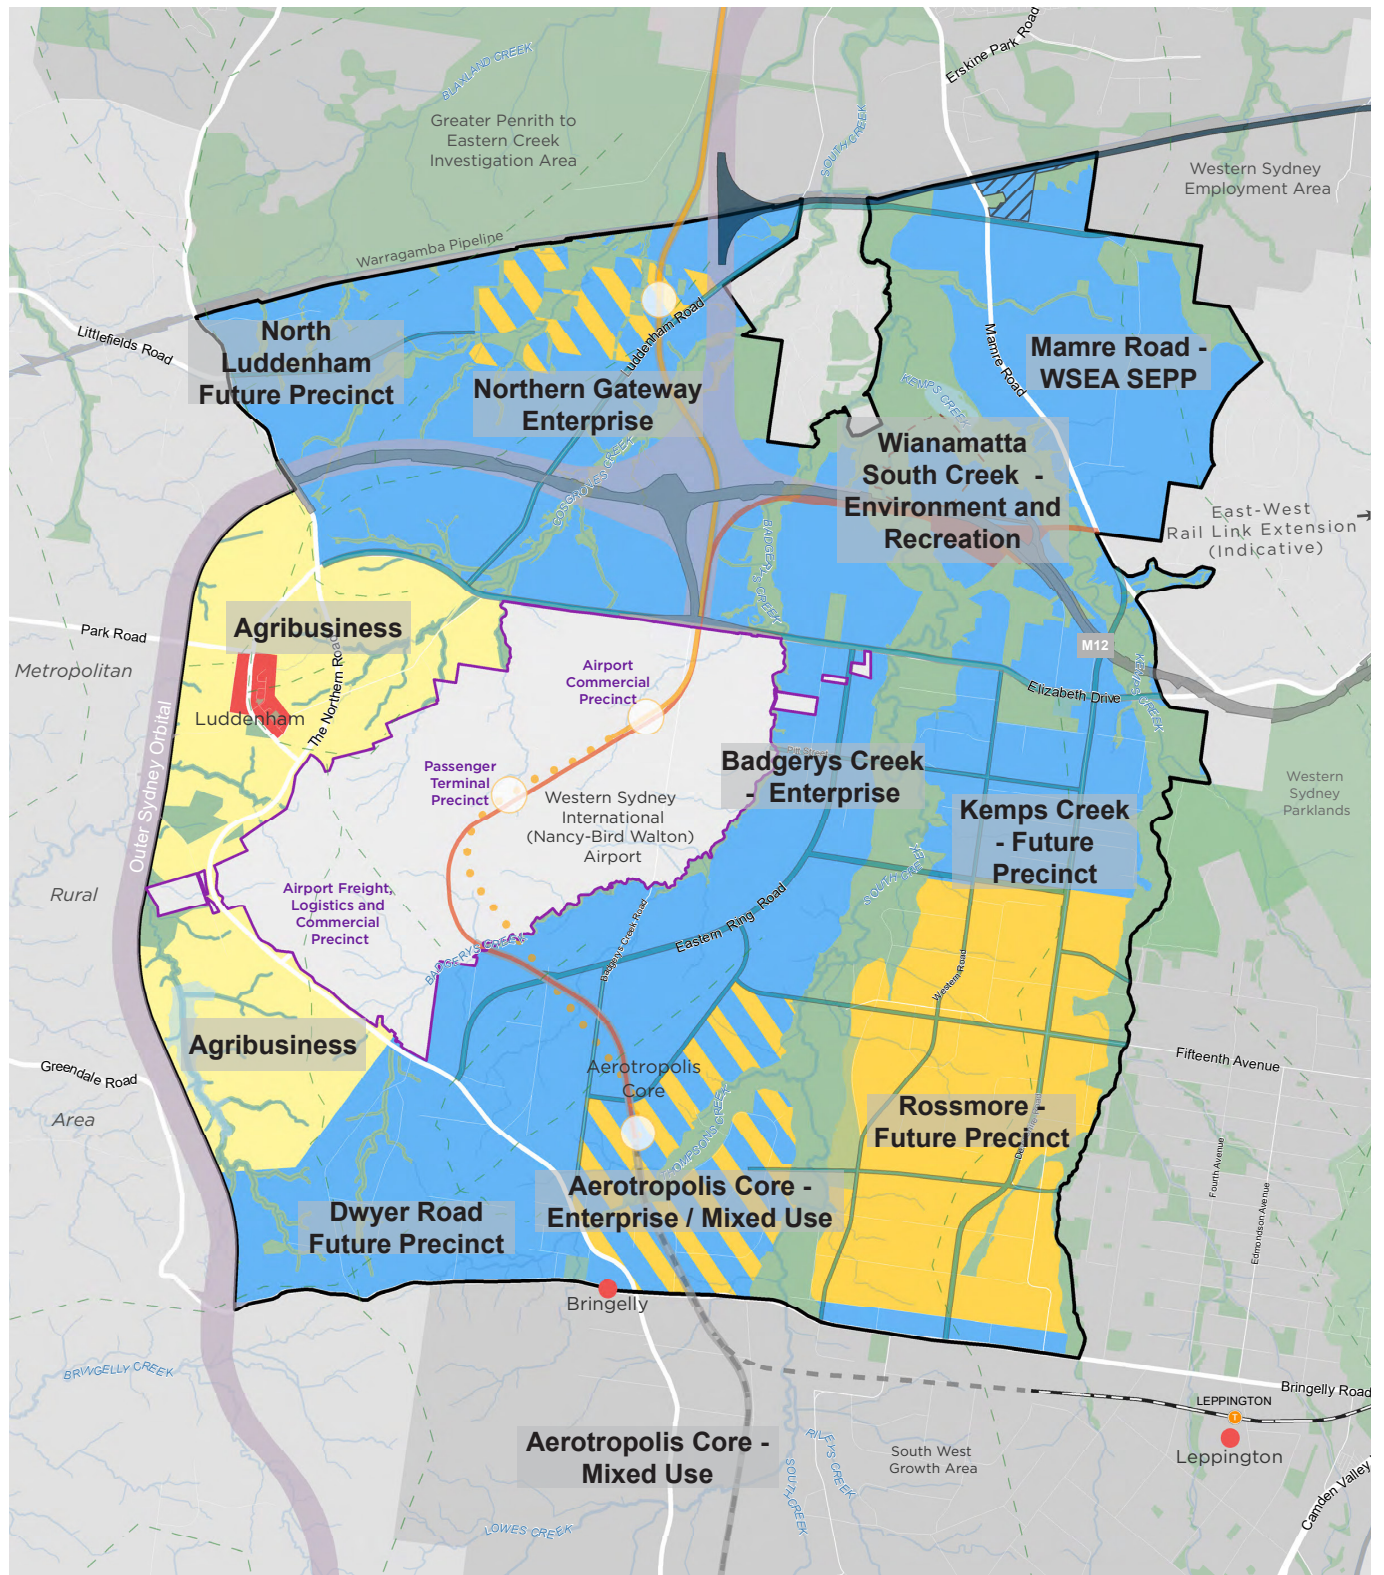 Erskine Park Road
BLAXLAND CREEK
Greater Penrith to
Eastern Creek
Investigation Area
SOUTH CREEK
Western Sydney
Employment Area
Warragamba Pipeline
Littlefields Road
North
Luddenham
Future Precinct
Luddenham Road
Northern Gateway
Enterprise
Mamre Road
Mamre Road -
WSEA SEPP
KEMPS CREEK
Wianamatta
South Creek -
Environment and
Recreation
COSGROVES CREEK
BADGERYS CREEK
East-West
Rail Link Extension
(Indicative)
Park Road
Agribusiness
Metropolitan
The Northern Road
Luddenham
Airport
Commercial
Precinct
M12
Elizabeth Drive
KEMPS CREEK
Outer Sydney Orbital
Passenger
Terminal
Precinct
Western Sydney
International
(Nancy-Bird Walton)
Airport
Pitt Street
Badgerys Creek
- Enterprise
Kemps Creek
- Future
Precinct
Western
Sydney
Parklands
Rural
Airport Freight,
Logistics and
Commercial
Precinct
SOUTH CREEK
Eastern Ring Road
Badgerys Creek Road
BADGERYS CREEK
Western Road
Agribusiness
Greendale Road
Area
Aerotropolis
Core
Fifteenth Avenue
Rossmore -
Future Precinct
THOMPSONS CREEK
Fourth Avenue
Edmondson Avenue
Aerotropolis Core -
Enterprise / Mixed Use
Dwyer Road
Future Precinct
Bringelly
BRINGELLY CREEK
Bringelly Road
LEPPINGTON
T
Leppington
Aerotropolis Core -
Mixed Use
RILEYS CREEK
SOUTH CREEK
South West
Growth Area
LOWES CREEK
Camden Valley